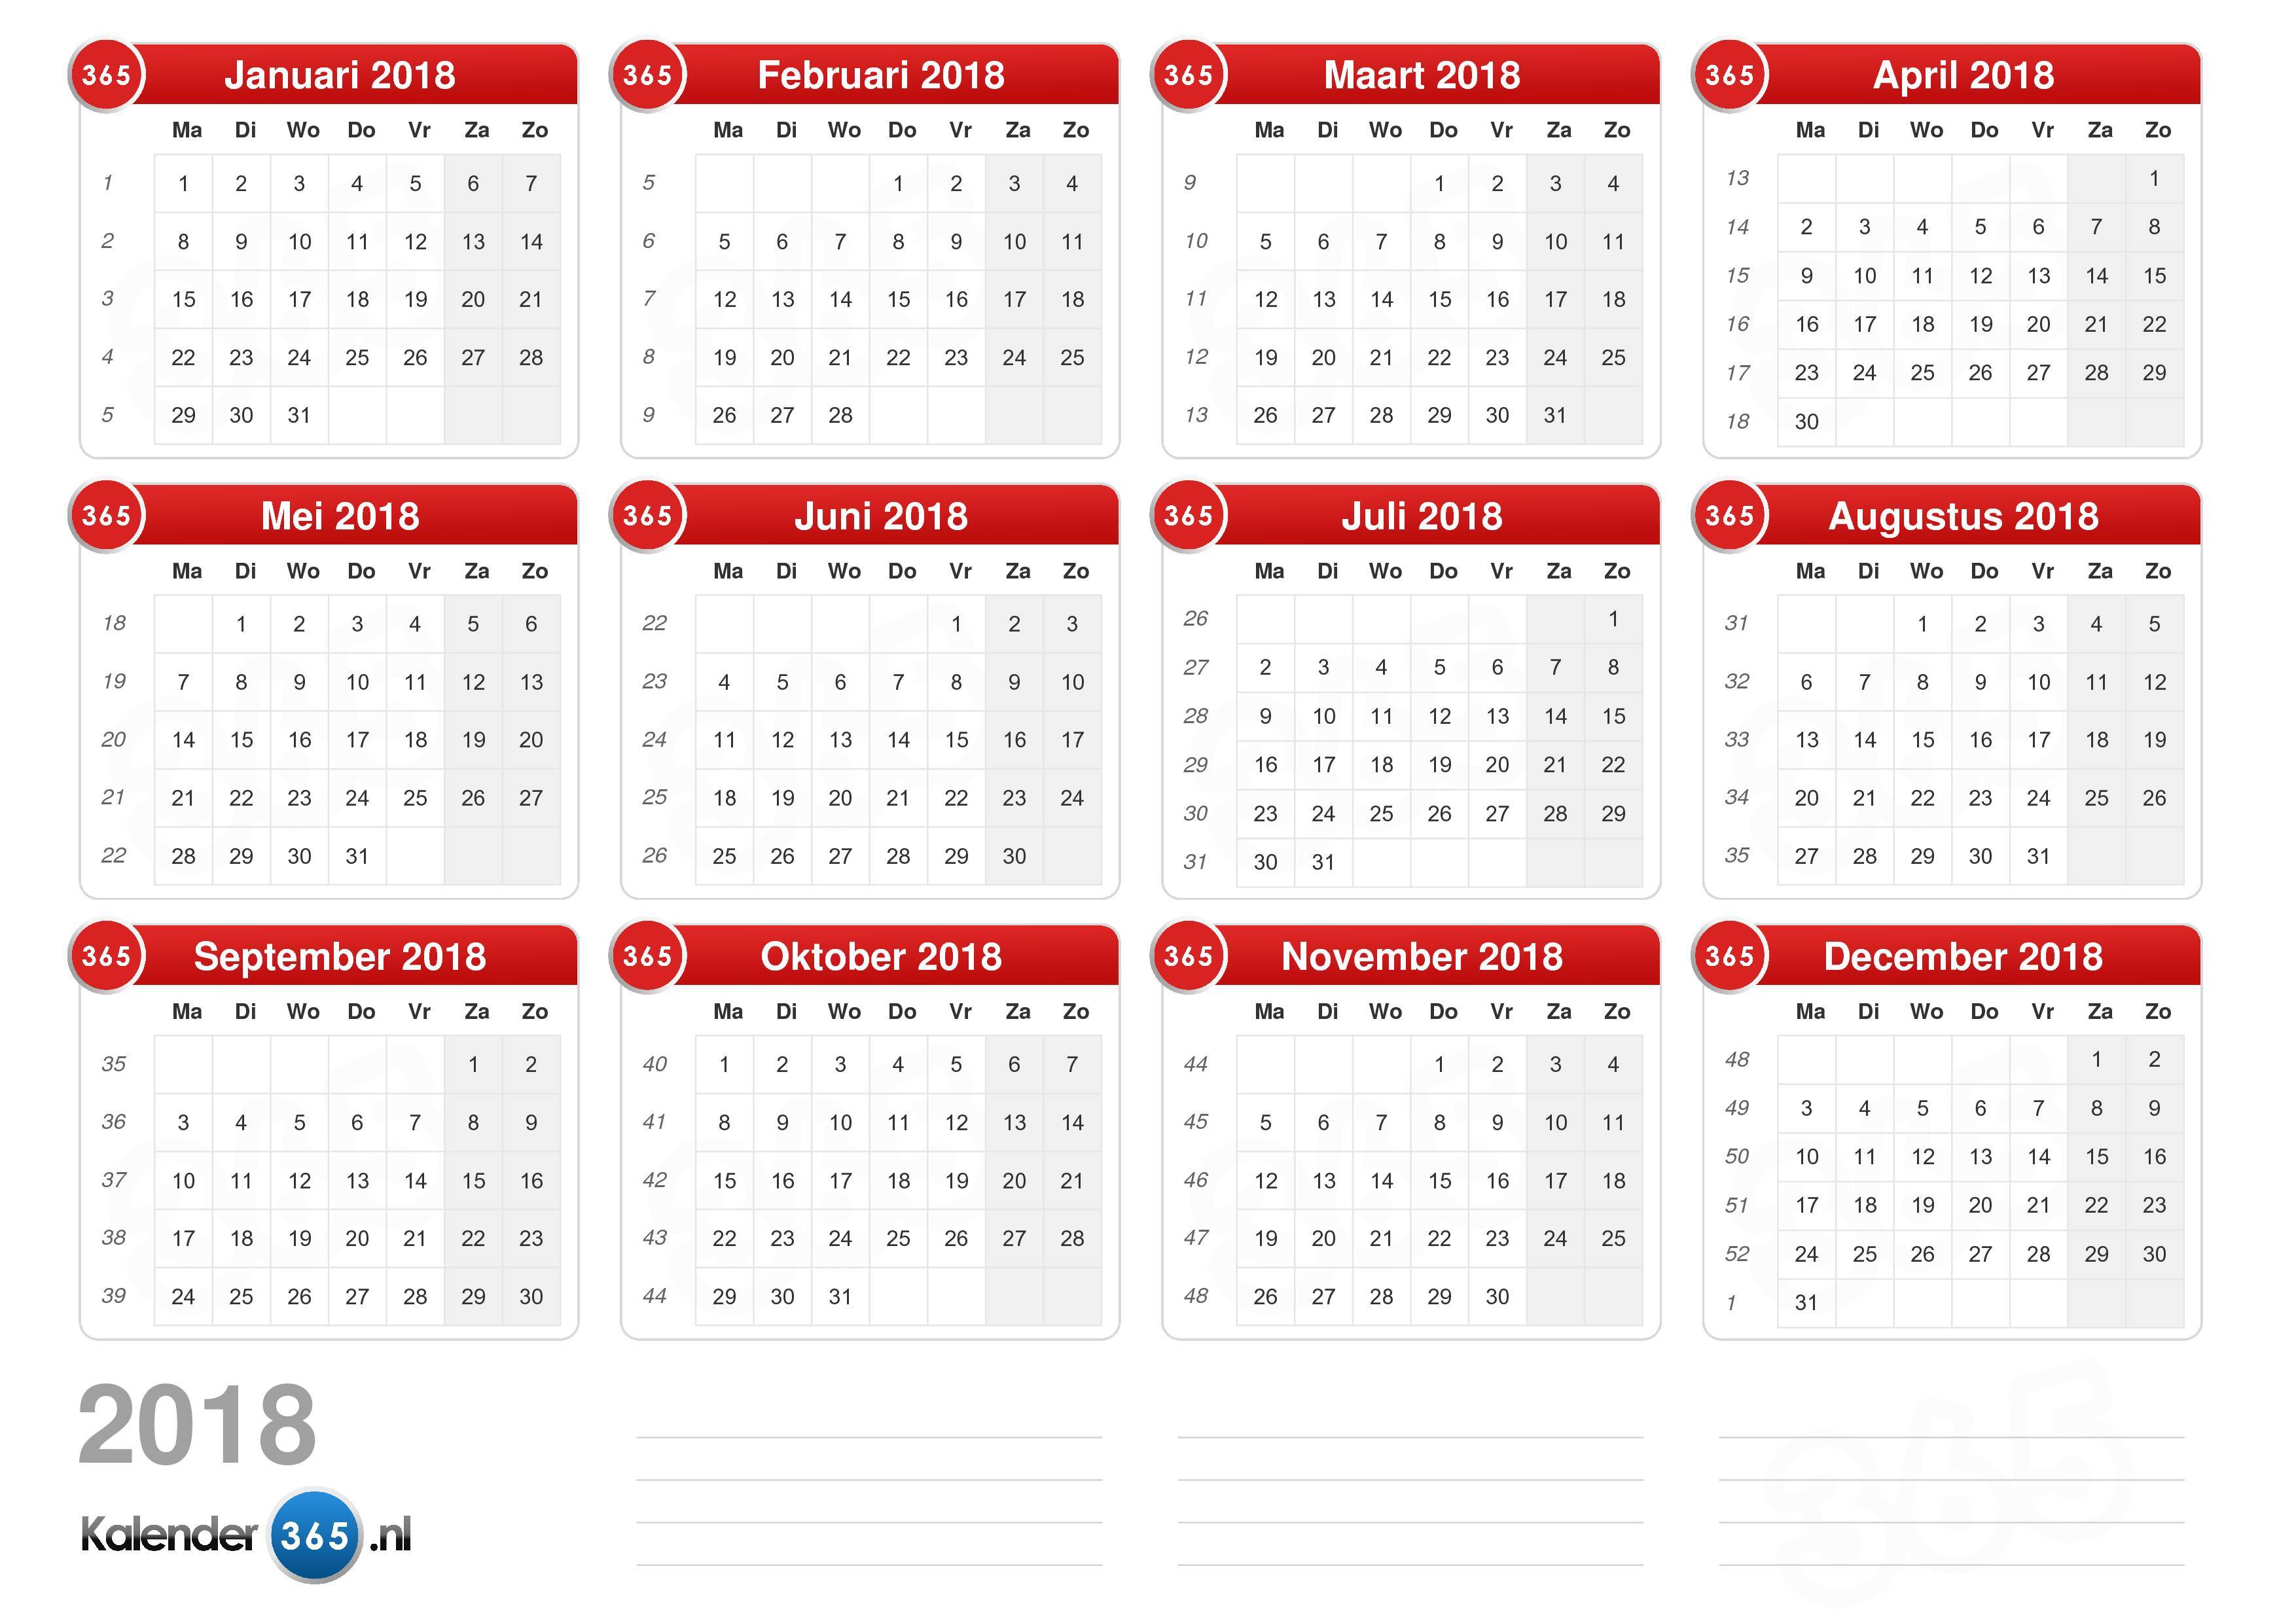 365 Januari 2018
Ma Di Wo Do Vr Za Zo
1 1 2 3 4 5 6 7
2 8 9 10 11 12 13 14
3 15 16 17 18 19 20 21
4 22 23 24 25 26 27 28
5 29 30 31
365 Februari 2018
Ma Di Wo Do Vr Za Zo
5 1 2 3 4
6 5 6 7 8 9 10 11
7 12 13 14 15 16 17 18
8 19 20 21 22 23 24 25
9 26 27 28
365 Maart 2018
Ma Di Wo Do Vr Za Zo
9 1 2 3 4
10 5 6 7 8 9 10 11
11 12 13 14 15 16 17 18
12 19 20 21 22 23 24 25
13 26 27 28 29 30 31
365 April 2018
Ma Di Wo Do Vr Za Zo
13 1
14 2 3 4 5 6 7 8
15 9 10 11 12 13 14 15
16 16 17 18 19 20 21 22
17 23 24 25 26 27 28 29
18 30
365 Mei 2018
Ma Di Wo Do Vr Za Zo
18 1 2 3 4 5 6
19 7 8 9 10 11 12 13
20 14 15 16 17 18 19 20
21 21 22 23 24 25 26 27
22 28 29 30 31
365 Juni 2018
Ma Di Wo Do Vr Za Zo
22 1 2 3
23 4 5 6 7 8 9 10
24 11 12 13 14 15 16 17
25 18 19 20 21 22 23 24
26 25 26 27 28 29 30
365 Juli 2018
Ma Di Wo Do Vr Za Zo
26 1
27 2 3 4 5 6 7 8
28 9 10 11 12 13 14 15
29 16 17 18 19 20 21 22
30 23 24 25 26 27 28 29
31 30 31
365 Augustus 2018
Ma Di Wo Do Vr Za Zo
31 1 2 3 4 5
32 6 7 8 9 10 11 12
33 13 14 15 16 17 18 19
34 20 21 22 23 24 25 26
35 27 28 29 30 31
365 September 2018
Ma Di Wo Do Vr Za Zo
35 1 2
36 3 4 5 6 7 8 9
37 10 11 12 13 14 15 16
38 17 18 19 20 21 22 23
39 24 25 26 27 28 29 30
365 Oktober 2018
Ma Di Wo Do Vr Za Zo
40 1 2 3 4 5 6 7
41 8 9 10 11 12 13 14
42 15 16 17 18 19 20 21
43 22 23 24 25 26 27 28
44 29 30 31
365 November 2018
Ma Di Wo Do Vr Za Zo
44 1 2 3 4
45 5 6 7 8 9 10 11
46 12 13 14 15 16 17 18
47 19 20 21 22 23 24 25
48 26 27 28 29 30
365 December 2018
Ma Di Wo Do Vr Za Zo
48 1 2
49 3 4 5 6 7 8 9
50 10 11 12 13 14 15 16
51 17 18 19 20 21 22 23
52 24 25 26 27 28 29 30
1 31
2018
Kalender 365 .nl
365